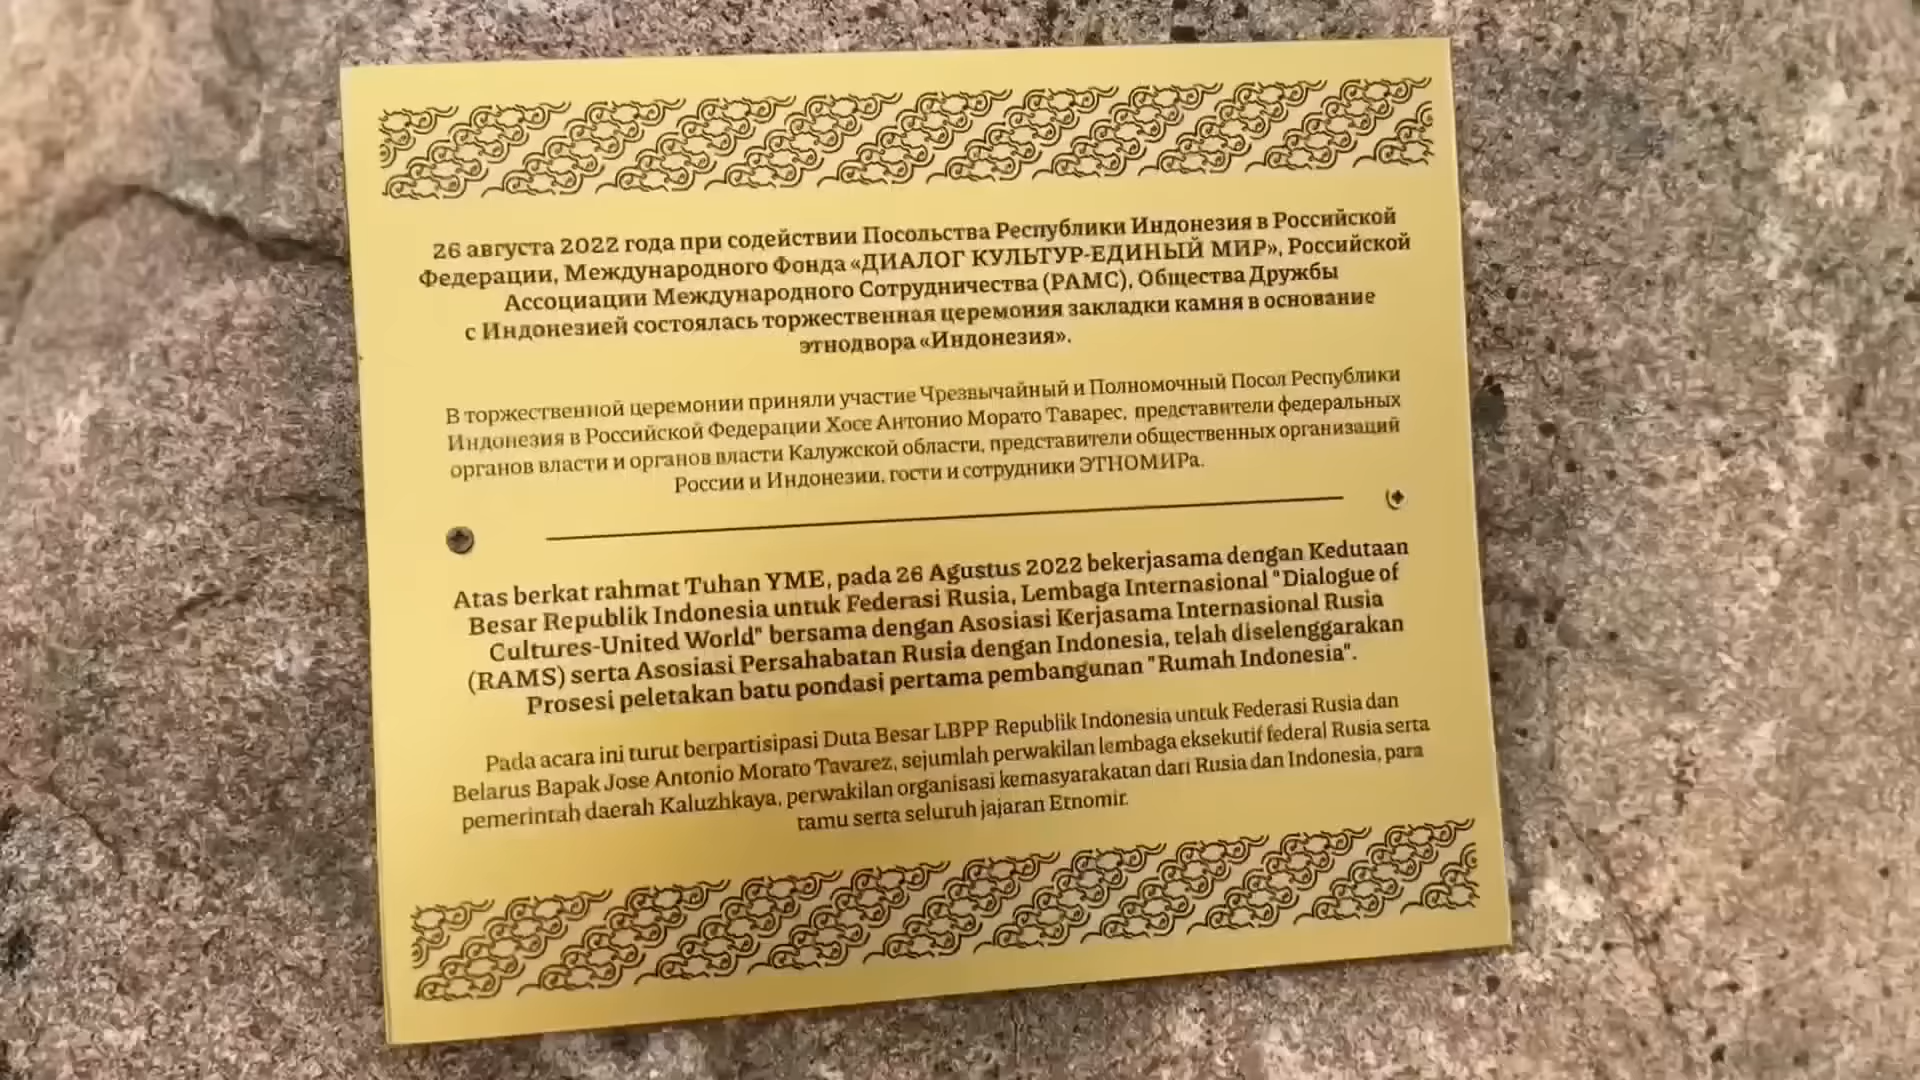 26 августа 2022 года при содействии Посольства Республики Индонезия в Российской
Федерации, Международного Фонда «ДИАЛОГ КУЛЬТУР-ЕДИНЫЙ МИР», Российской
Ассоциации Международного Сотрудничества (РАМС), Общества Дружбы
с Индонезией состоялась торжественная церемония закладки камня в основание
этнодвора «Индонезия».
В торжественной церемонии приняли участие Чрезвычайный и Полномочный Посол Республики
Индонезия в Российской Федерации Хосе Антонио Морато Таварес, представители федеральных
органов власти и органов власти Калужской области, представители общественных организаций
России и Индонезии, гости и сотрудники ЭТНОМИРа.
Atas berkat rahmat Tuhan YME, pada 26 Agustus 2022 bekerjasama dengan Kedutaan
Besar Republik Indonesia untuk Federasi Rusia, Lembaga Internasional "Dialogue of
Cultures-United World" bersama dengan Asosiasi Kerjasama Internasional Rusia
(RAMS) serta Asosiasi Persahabatan Rusia dengan Indonesia, telah diselenggarakan
Prosesi peletakan batu pondasi pertama pembangunan "Rumah Indonesia".
Pada acara ini turut berpartisipasi Duta Besar LBPP Republik Indonesia untuk Federasi Rusia dan
Belarus Bapak Jose Antonio Morato Tavarez, sejumlah perwakilan lembaga eksekutif federal Rusia serta
pemerintah daerah Kaluzhkaya, perwakilan organisasi kemasyarakatan dari Rusia dan Indonesia, para
tamu serta seluruh jajaran Etnomir.